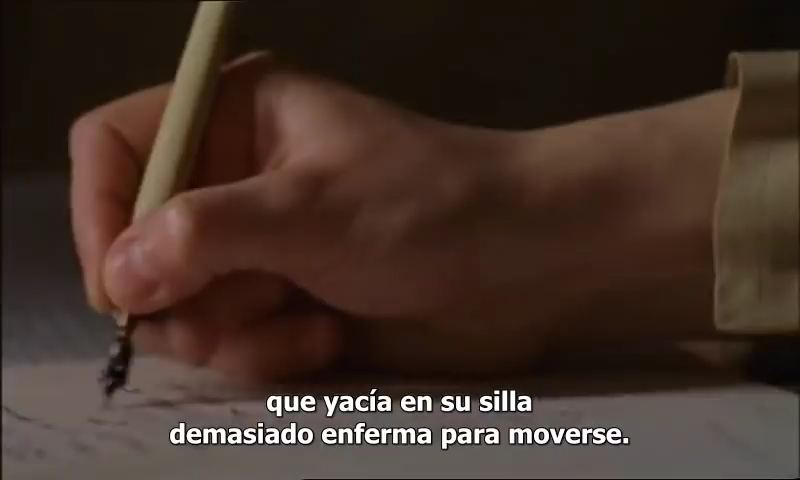 que yacía en su silla
demasiado enferma para moverse.